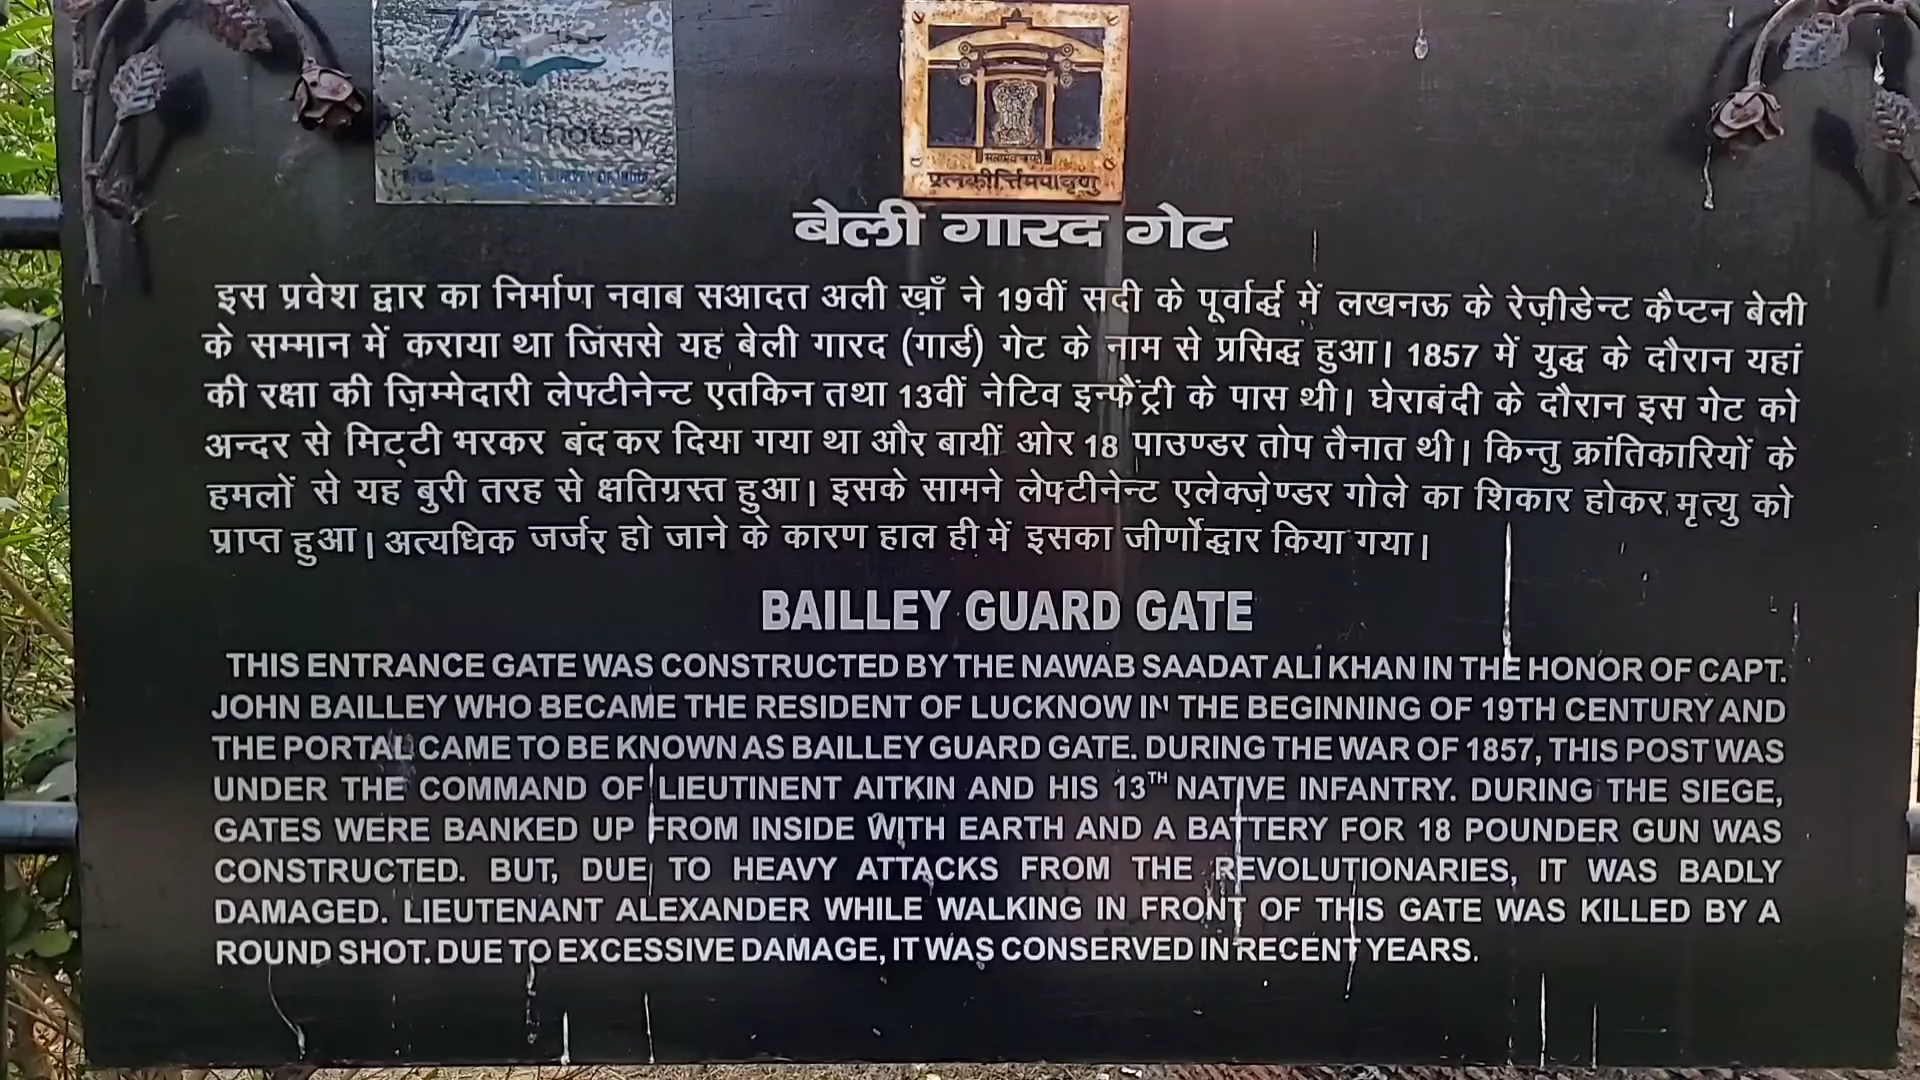 hotsav
SURVEY OF INDIA
प्रत्नकीर्त्तिमपावृणु
बेली गारद गेट
इस प्रवेश द्वार का निर्माण नवाब सआदत अली ख़ाँ ने 19वीं सदी के पूर्वार्द्ध में लखनऊ के रेज़ीडेन्ट कैप्टन बेली
के सम्मान में कराया था जिससे यह बेली गारद (गार्ड) गेट के नाम से प्रसिद्ध हुआ। 1857 में युद्ध के दौरान यहां
की रक्षा की ज़िम्मेदारी लेफ्टीनेन्ट एतकिन तथा 13वीं नेटिव इन्फैंट्री के पास थी। घेराबंदी के दौरान इस गेट को
अन्दर से मिट्टी भरकर बंद कर दिया गया था और बायीं ओर 18 पाउण्डर तोप तैनात थी। किन्तु क्रांतिकारियों के
हमलों से यह बुरी तरह से क्षतिग्रस्त हुआ। इसके सामने लेफ्टीनेन्ट एलेक्ज़ेण्डर गोले का शिकार होकर मृत्यु को
प्राप्त हुआ। अत्यधिक जर्जर हो जाने के कारण हाल ही में इसका जीर्णोद्धार किया गया।
BAILLEY GUARD GATE
THIS ENTRANCE GATE WAS CONSTRUCTED BY THE NAWAB SAADAT ALI KHAN IN THE HONOR OF CAPT.
JOHN BAILLEY WHO BECAME THE RESIDENT OF LUCKNOW IN THE BEGINNING OF 19TH CENTURY AND
THE PORTAL CAME TO BE KNOWN AS BAILLEY GUARD GATE. DURING THE WAR OF 1857, THIS POST WAS
UNDER THE COMMAND OF LIEUTINENT AITKIN AND HIS 13TH NATIVE INFANTRY. DURING THE SIEGE,
GATES WERE BANKED UP FROM INSIDE WITH EARTH AND A BATTERY FOR 18 POUNDER GUN WAS
CONSTRUCTED. BUT, DUE TO HEAVY ATTACKS FROM THE REVOLUTIONARIES, IT WAS BADLY
DAMAGED. LIEUTENANT ALEXANDER WHILE WALKING IN FRONT OF THIS GATE WAS KILLED BY A
ROUND SHOT. DUE TO EXCESSIVE DAMAGE, IT WAS CONSERVED IN RECENT YEARS.